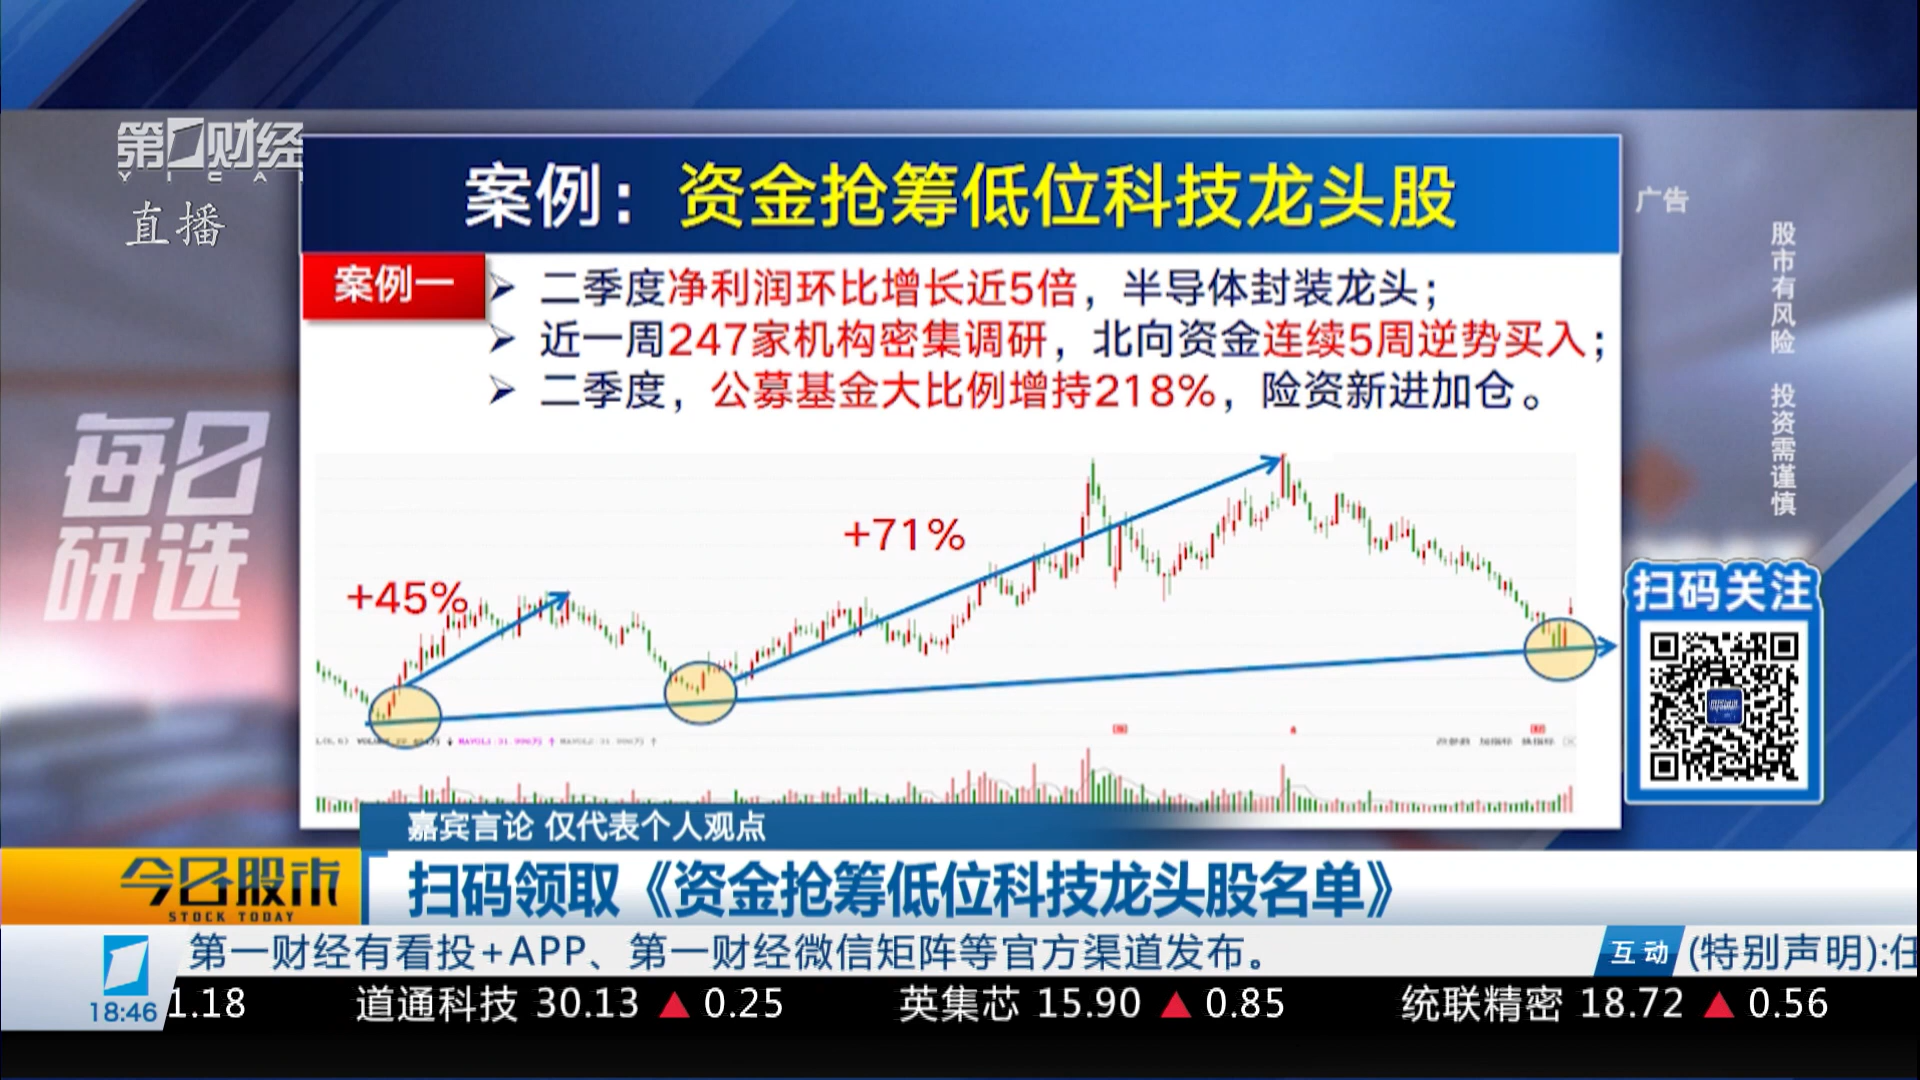 第一财经
YICAI
直播
案例：资金抢筹低位科技龙头股
广告
股市有风险 投资需谨慎
案例一
二季度净利润环比增长近5倍，半导体封装龙头；
近一周247家机构密集调研，北向资金连续5周逆势买入；
二季度，公募基金大比例增持218%，险资新进加仓。
每日
研选
+45%
+71%
扫码关注
嘉宾言论 仅代表个人观点
今日股市
STOCK TODAY
扫码领取《资金抢筹低位科技龙头股名单》
第一财经有看投+APP、第一财经微信矩阵等官方渠道发布。
互动
(特别声明):任
18:46
1.18 道通科技 30.13 ▲ 0.25 英集芯 15.90 ▲ 0.85 统联精密 18.72 ▲ 0.56